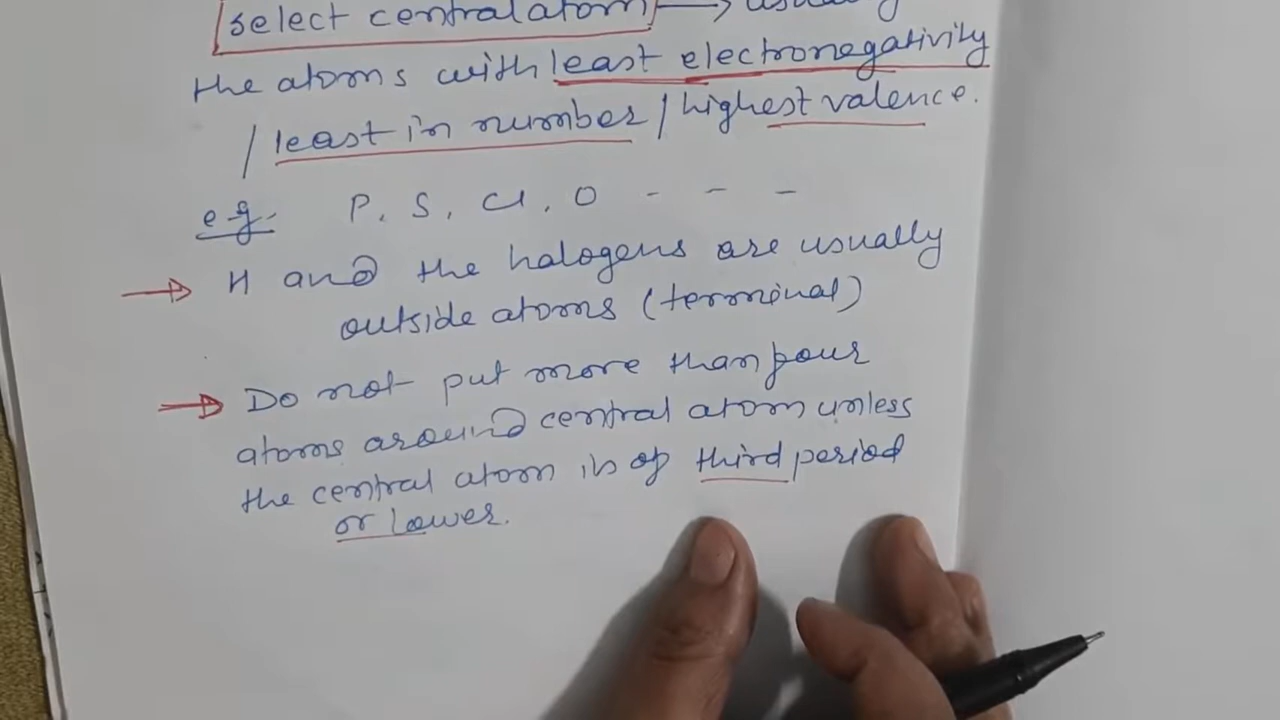 select central atom → usually
the atoms with least electronegativity
/ least in number / highest valence.
e.g. P, S, Cl, O - - -
→ H and the halogens are usually
outside atoms (terminal)
→ Do not put more than four
atoms around central atom unless
the central atom is of third period
or lower.